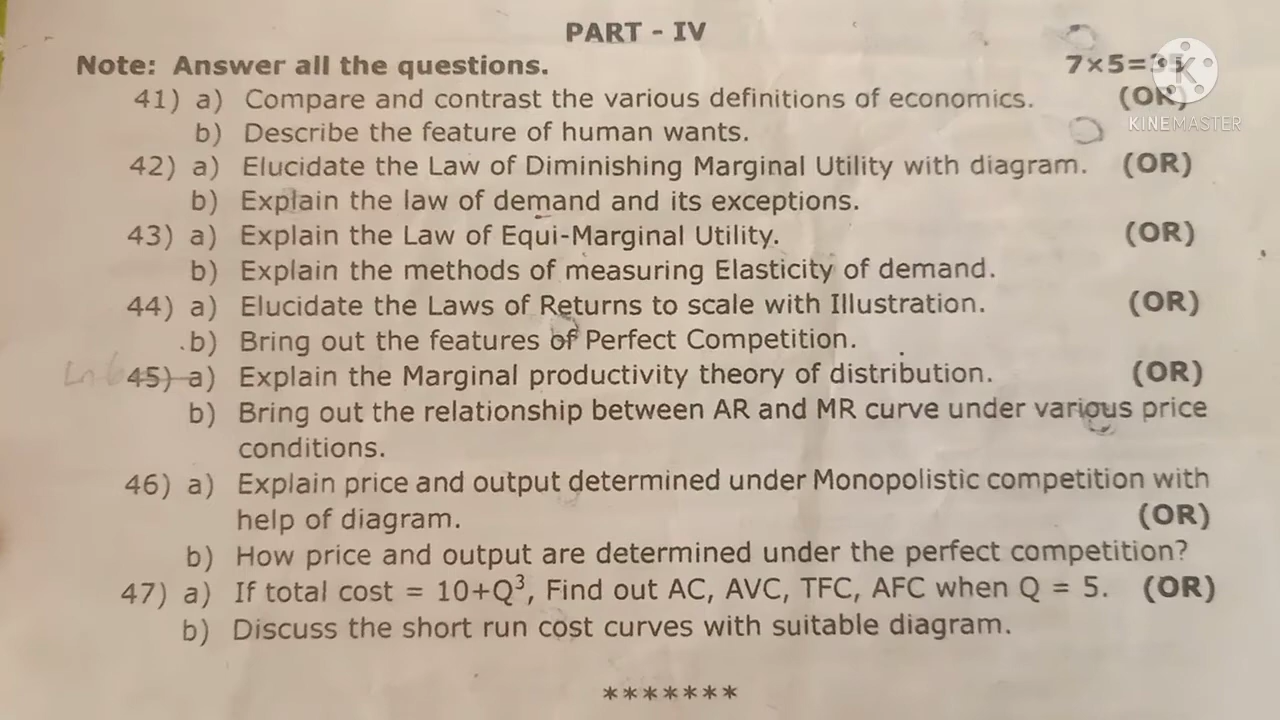 PART - IV
Note: Answer all the questions. 7×5=35
41) a) Compare and contrast the various definitions of economics. (OR)
KINEMASTER
b) Describe the feature of human wants.
42) a) Elucidate the Law of Diminishing Marginal Utility with diagram. (OR)
b) Explain the law of demand and its exceptions.
43) a) Explain the Law of Equi-Marginal Utility. (OR)
b) Explain the methods of measuring Elasticity of demand.
44) a) Elucidate the Laws of Returns to scale with Illustration. (OR)
b) Bring out the features of Perfect Competition.
45) a) Explain the Marginal productivity theory of distribution. (OR)
b) Bring out the relationship between AR and MR curve under various price
conditions.
46) a) Explain price and output determined under Monopolistic competition with
help of diagram. (OR)
b) How price and output are determined under the perfect competition?
47) a) If total cost = 10+Q³, Find out AC, AVC, TFC, AFC when Q = 5. (OR)
b) Discuss the short run cost curves with suitable diagram.
*******